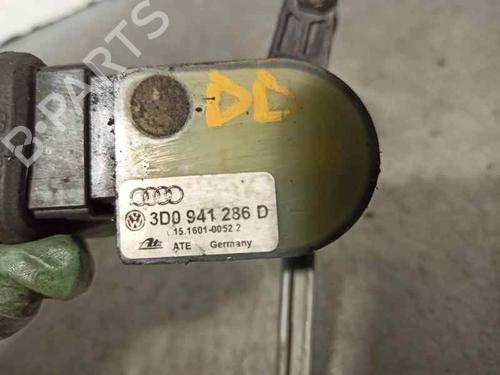 B PARTS
DD
3D0 941 286 D
15.1601-0052.2
ATE Germany